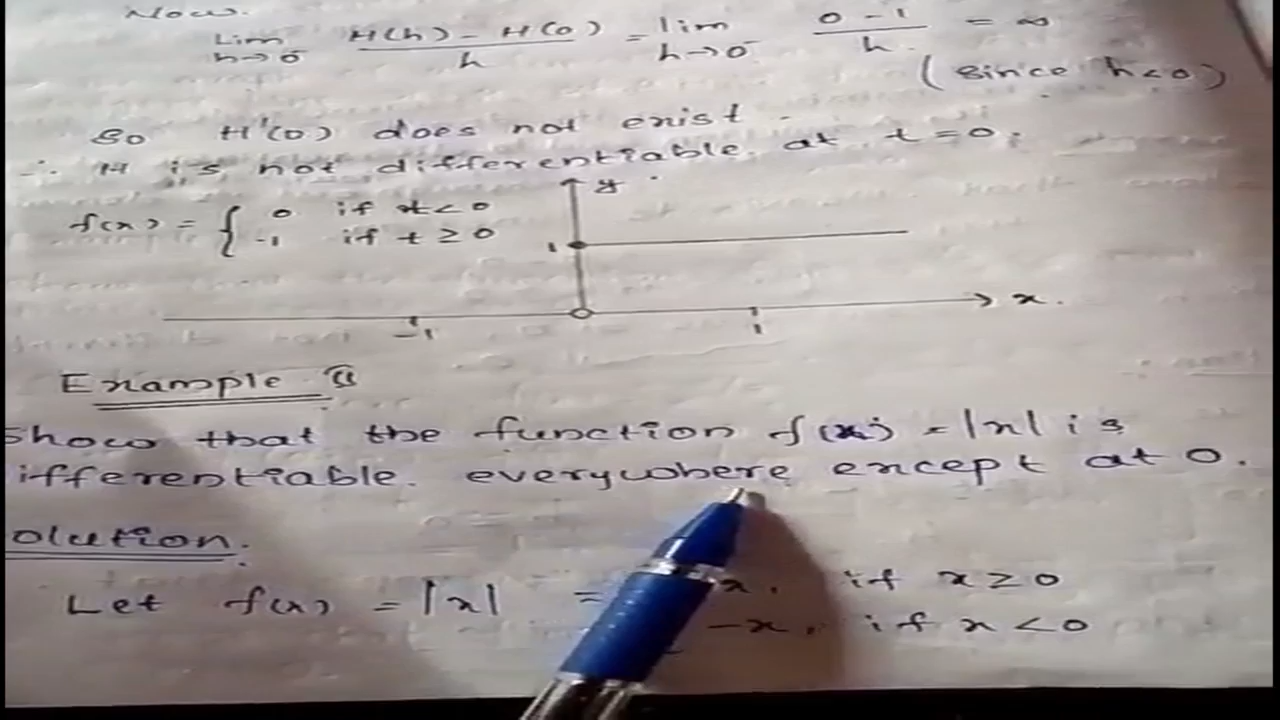 Now.
Lim h→0⁻ H(h) - H(0) / h = lim h→0⁻ 0 - 1 / h = ∞
(since h<0)
So H'(0) does not exist.
∴ H is not differentiable. at t=0.
y
f(x) = { 0 if t<0
-1 if t≥0
1
x.
-1 1
Example
Show that the function f(x) = |x| is
ifferentiable. everywhere except at 0.
olution.
Let f(x) = |x| = x, if x≥0
-x, if x<0